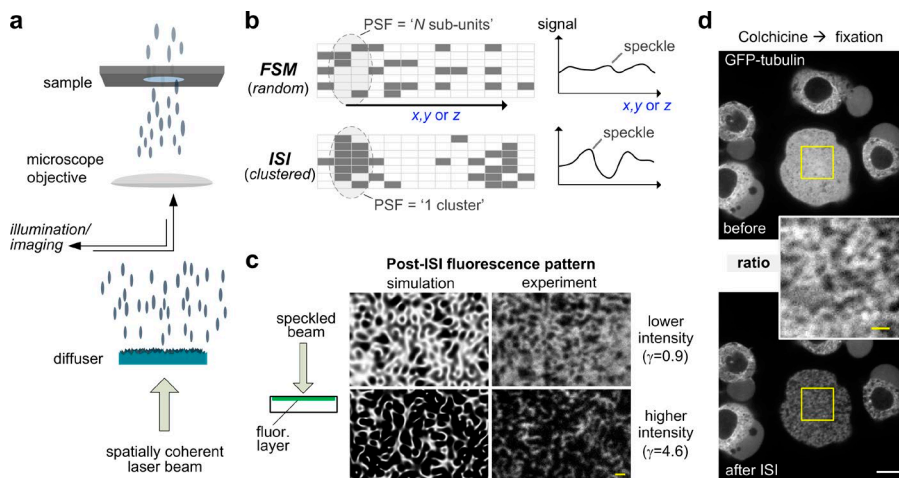 a
sample
microscope
objective
illumination/
imaging
diffuser
spatially coherent
laser beam
b
PSF = ‘N sub-units’
FSM
(random)
x,y or z
ISI
(clustered)
PSF = ‘1 cluster’
signal
speckle
x,y or z
speckle
x,y or z
c
Post-ISI fluorescence pattern
simulation
experiment
speckled
beam
fluor.
layer
lower
intensity
(γ=0.9)
higher
intensity
(γ=4.6)
d
Colchicine → fixation
GFP-tubulin
before
ratio
after ISI